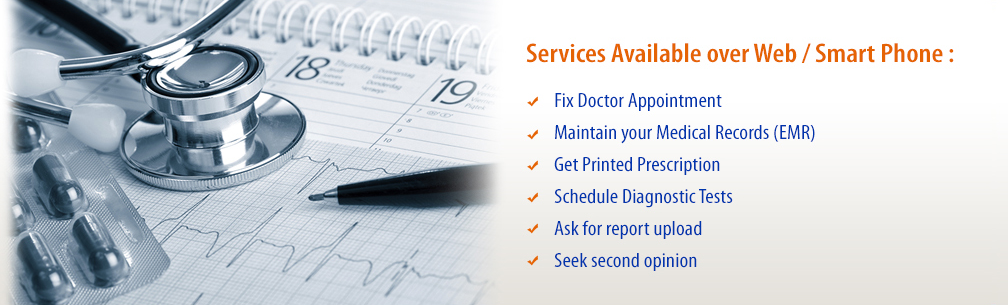 18 Thursday
19
Services Available over Web / Smart Phone :
Fix Doctor Appointment
Maintain your Medical Records (EMR)
Get Printed Prescription
Schedule Diagnostic Tests
Ask for report upload
Seek second opinion